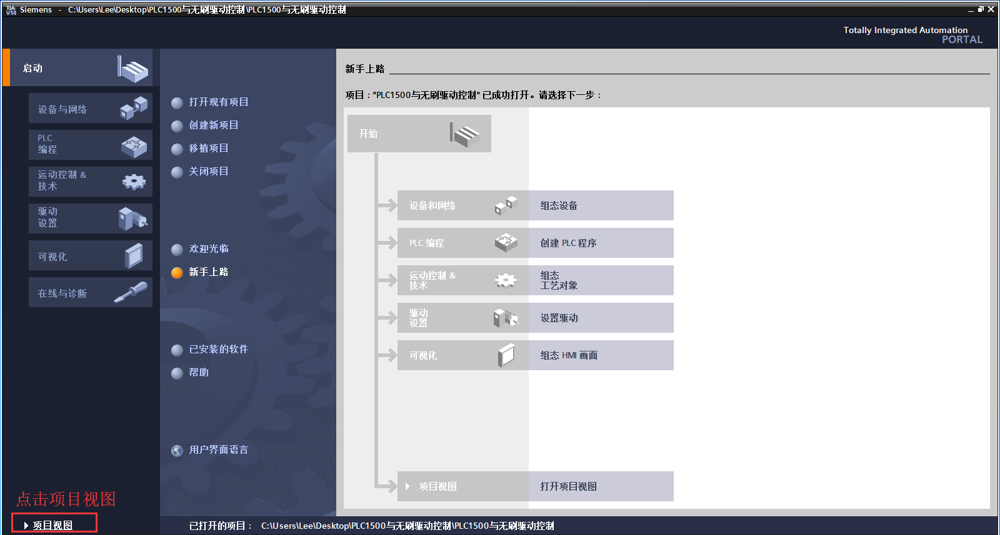 TIA V14 Siemens - C:\Users\Lee\Desktop\PLC1500与无刷驱动控制\PLC1500与无刷驱动控制
Totally Integrated Automation
PORTAL
启动
设备与网络
PLC
编程
运动控制 &
技术
驱动
设置
可视化
在线与诊断
打开现有项目
创建新项目
移植项目
关闭项目
欢迎光临
新手上路
已安装的软件
帮助
用户界面语言
新手上路
项目："PLC1500与无刷驱动控制" 已成功打开。请选择下一步：
开始
设备和网络 组态设备
PLC 编程 创建 PLC 程序
运动控制 & 组态
技术 工艺对象
驱动
设置 设置驱动
可视化 组态 HMI 画面
项目视图 打开项目视图
点击项目视图
项目视图
已打开的项目： C:\Users\Lee\Desktop\PLC1500与无刷驱动控制\PLC1500与无刷驱动控制